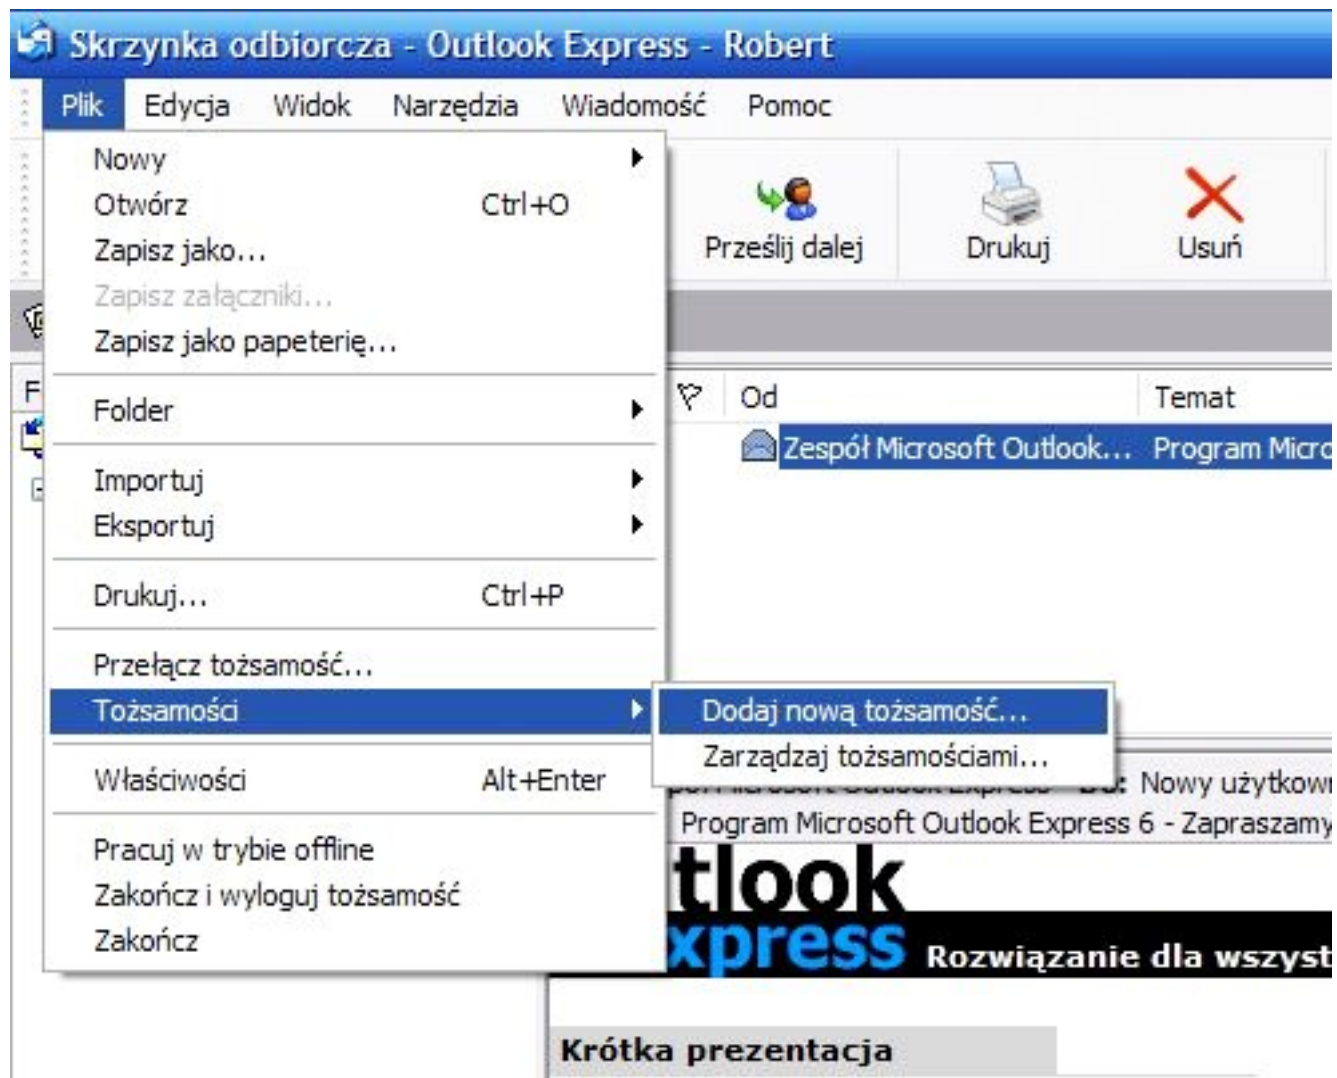 Skrzynka odbiorcza - Outlook Express - Robert
Plik Edycja Widok Narzędzia Wiadomość Pomoc
Nowy
Otwórz Ctrl+O
Zapisz jako...
Zapisz załączniki...
Zapisz jako papeterię...
Folder
Importuj
Eksportuj
Drukuj... Ctrl+P
Przełącz tożsamość...
Tożsamości
Właściwości Alt+Enter
Pracuj w trybie offline
Zakończ i wyloguj tożsamość
Zakończ
Dodaj nową tożsamość...
Zarządzaj tożsamościami...
Prześlij dalej Drukuj Usuń
F
Od Temat
Zespół Microsoft Outlook... Program Micro
Nowy użytkown
Program Microsoft Outlook Express 6 - Zapraszamy
tlook
xpress Rozwiązanie dla wszyst
Krótka prezentacja